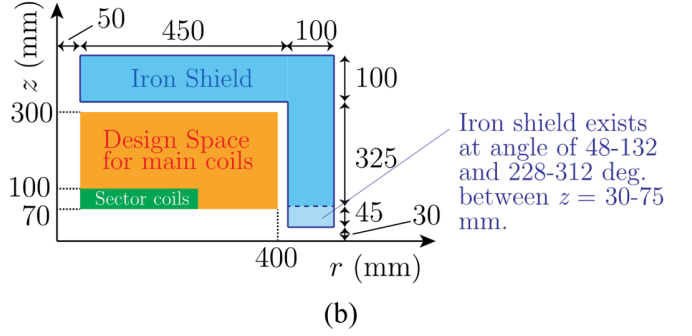 50
450
100
z (mm)
Iron Shield
100
300
Design Space
for main coils
325
Iron shield exists
at angle of 48-132
and 228-312 deg.
between z = 30-75
mm.
100
Sector coils
70
45
30
400
r (mm)
(b)